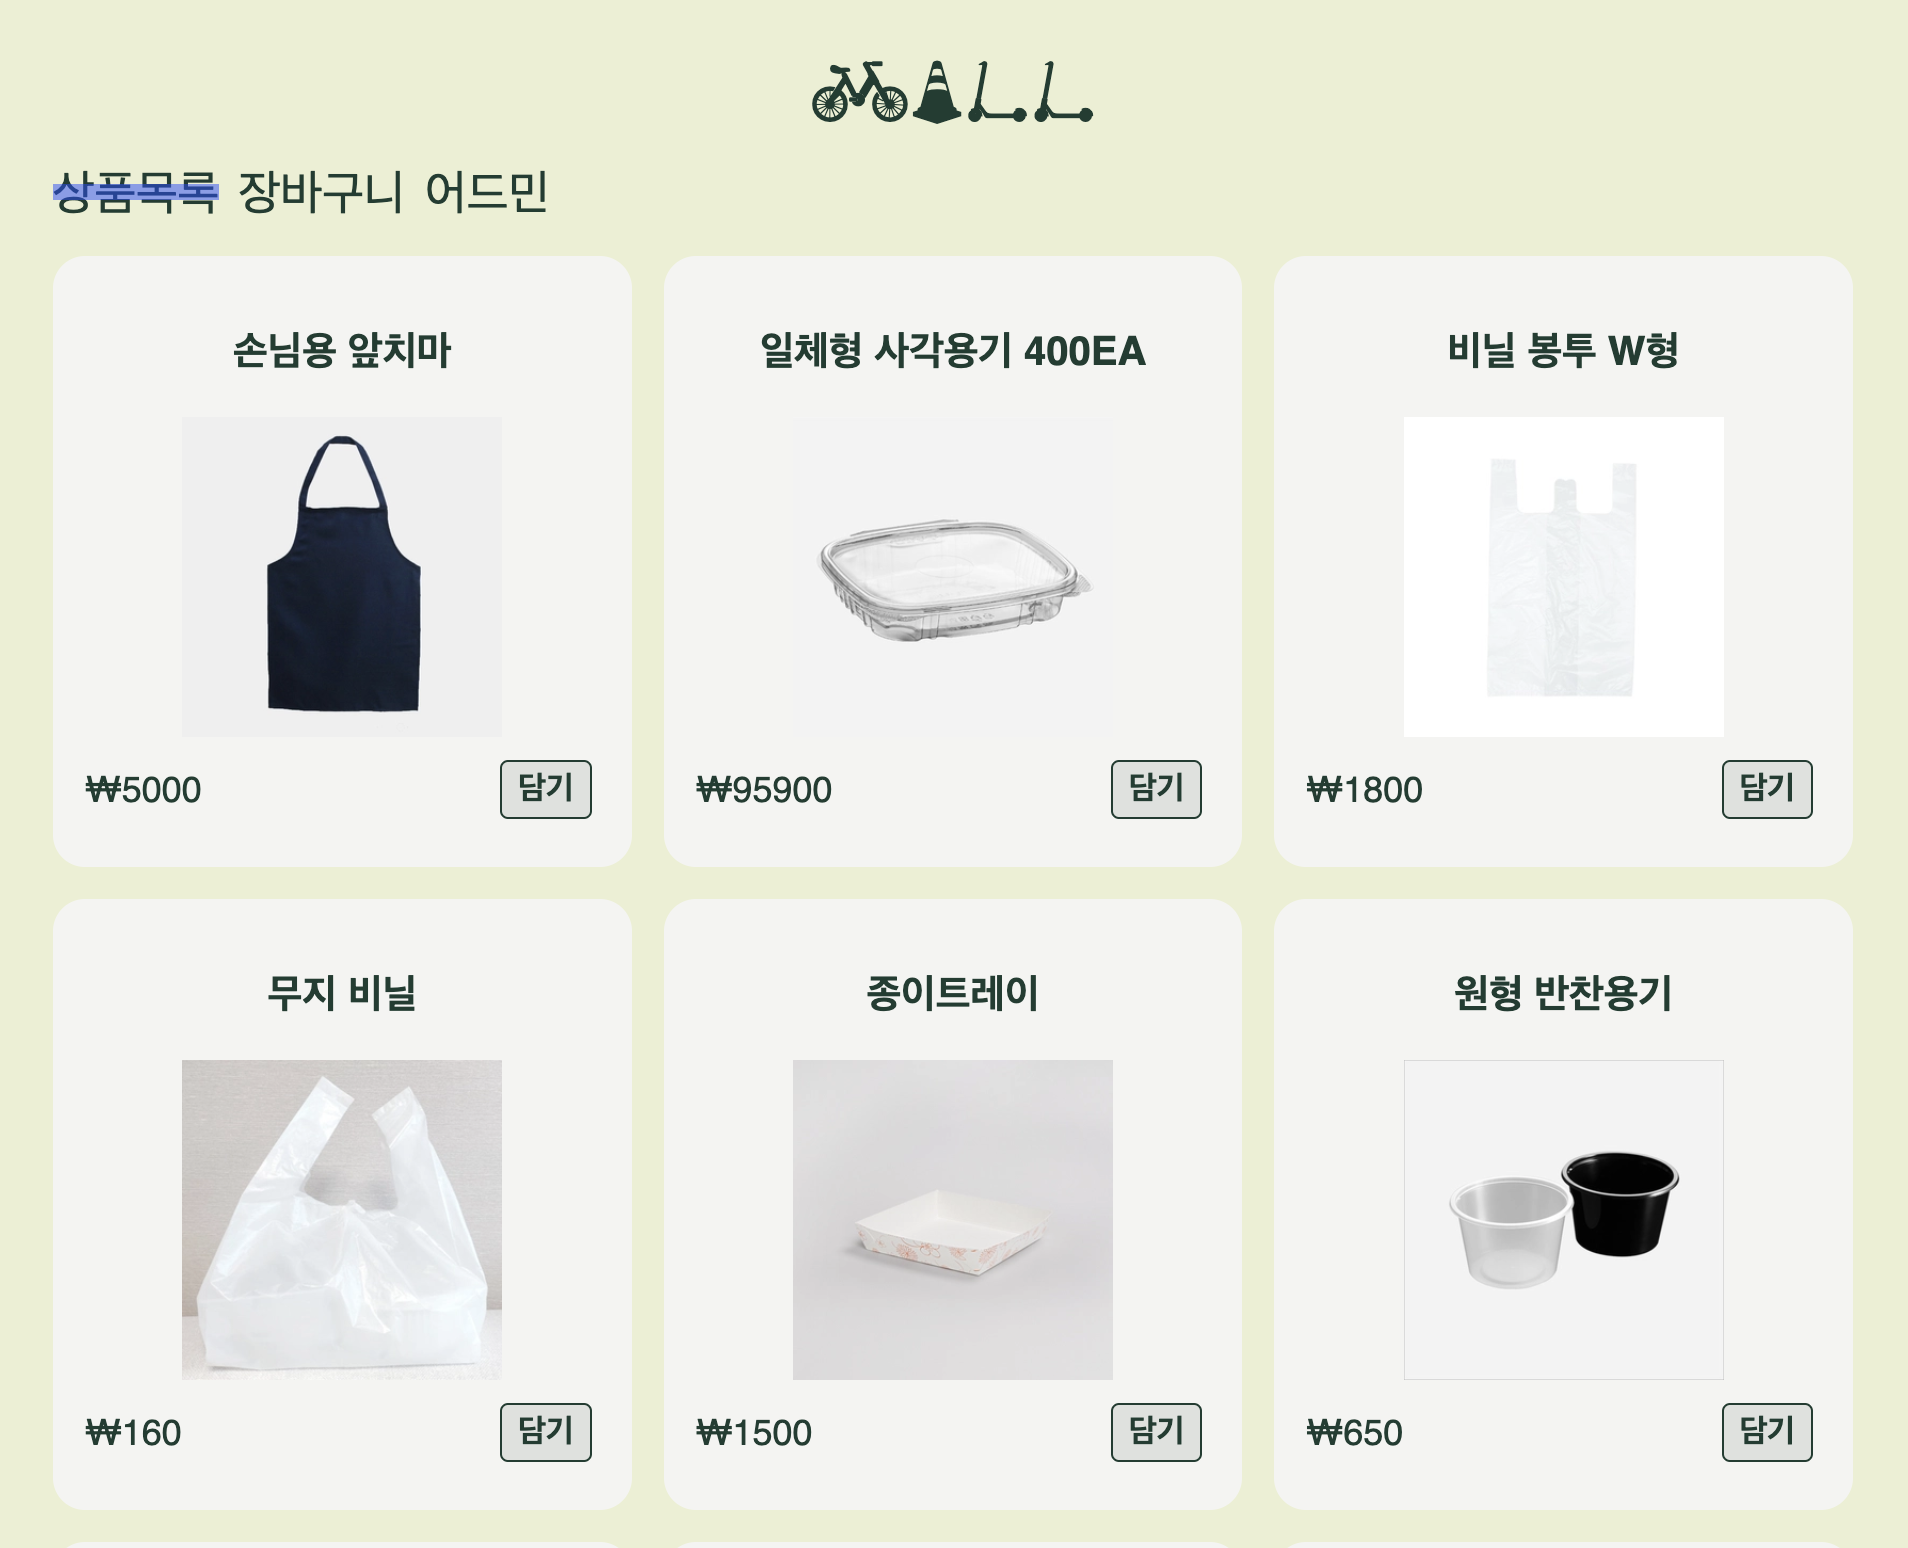 상품목록 장바구니 어드민
손님용 앞치마
일체형 사각용기 400EA
비닐 봉투 W형
₩5000 담기
₩95900 담기
₩1800 담기
무지 비닐
종이트레이
원형 반찬용기
₩160 담기
₩1500 담기
₩650 담기